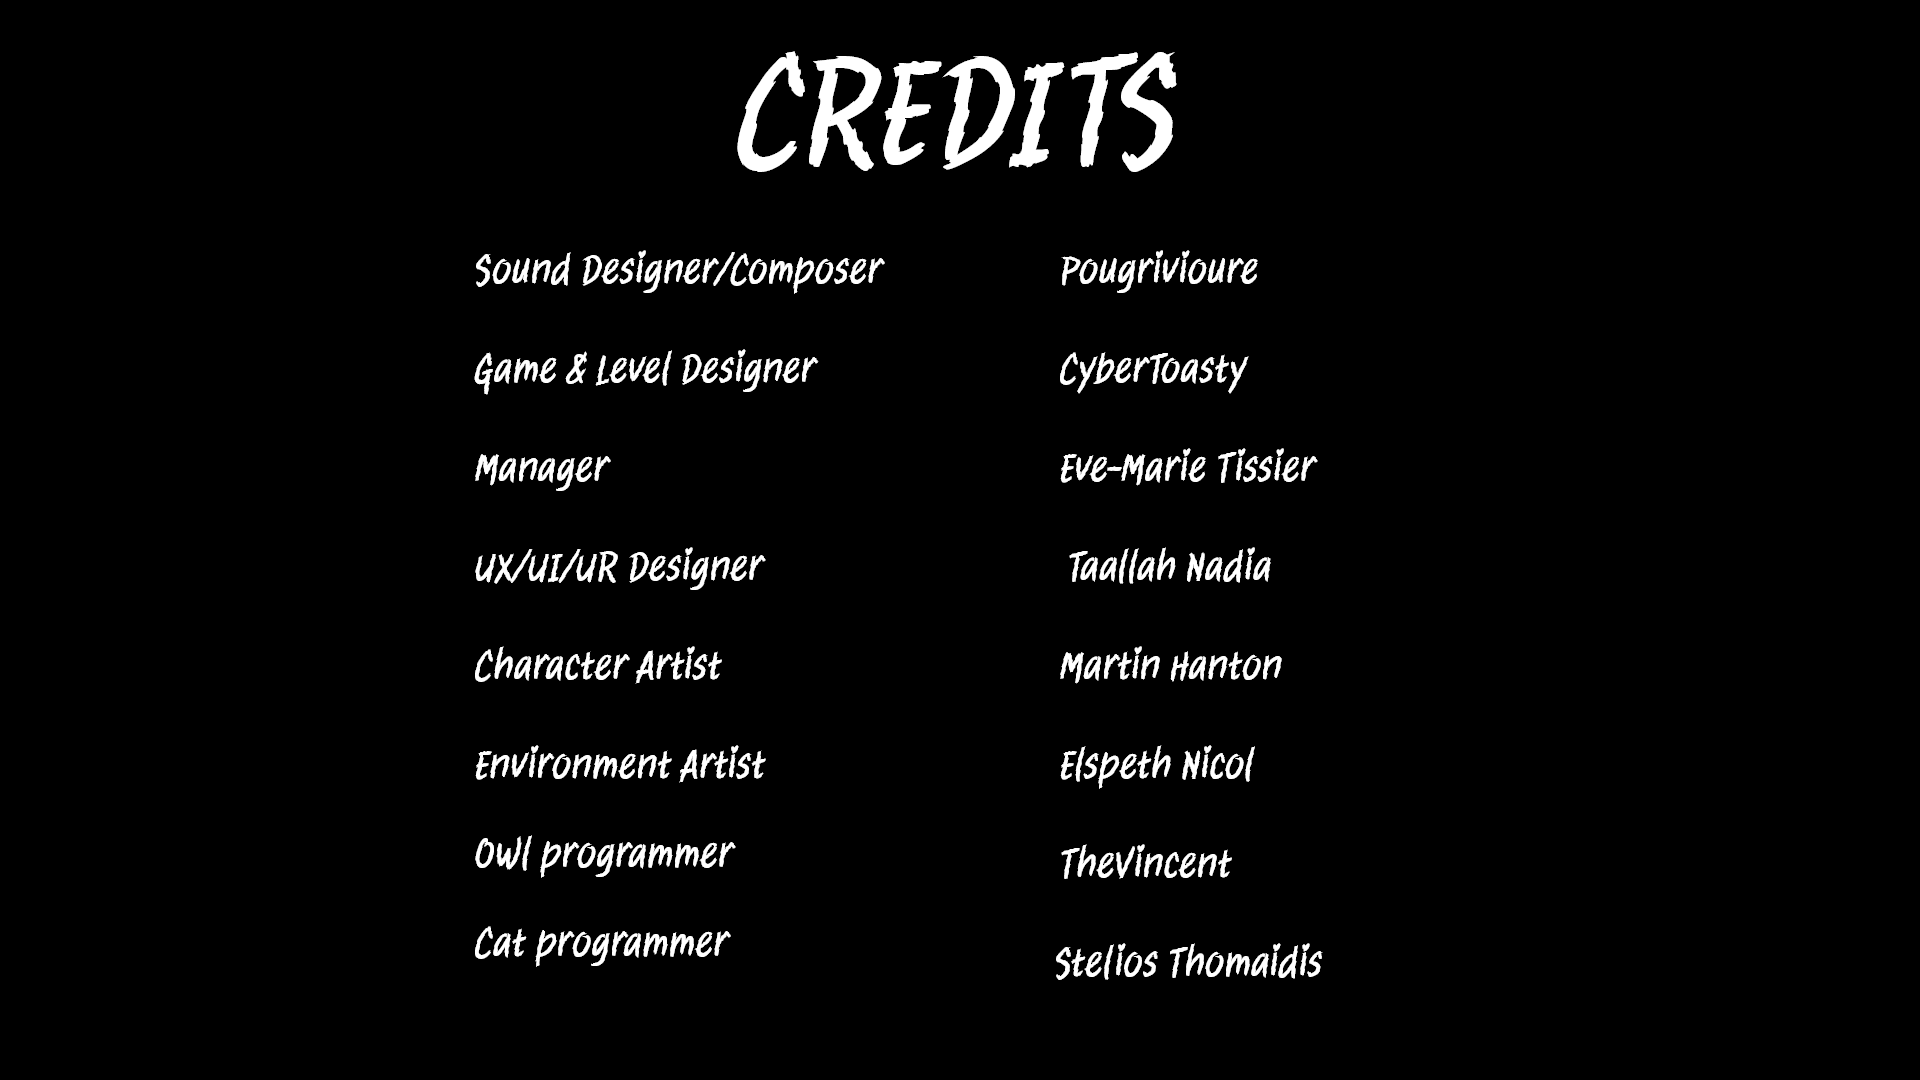 CREDITS
Sound Designer/Composer Pougrivioure
Game & Level Designer CyberToasty
Manager Eve-Marie Tissier
UX/UI/UR Designer Taallah Nadia
Character Artist Martin Hanton
Environment Artist Elspeth Nicol
Owl programmer TheVincent
Cat programmer Stelios Thomaidis